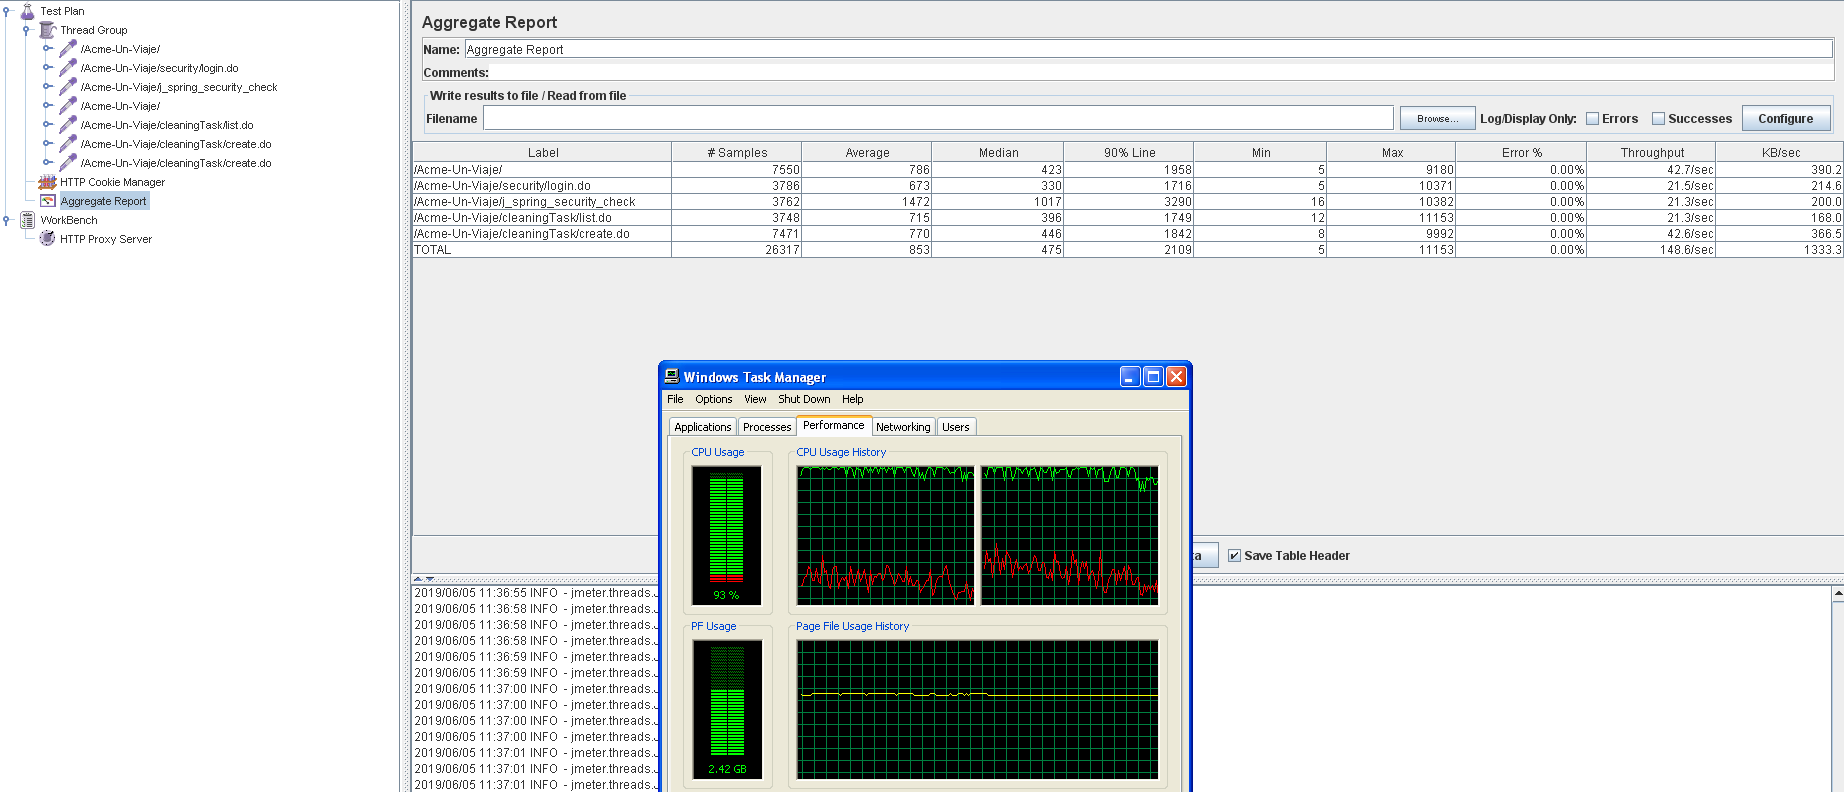 Test Plan
Thread Group
/Acme-Un-Viaje/
/Acme-Un-Viaje/security/login.do
/Acme-Un-Viaje/j_spring_security_check
/Acme-Un-Viaje/
/Acme-Un-Viaje/cleaningTask/list.do
/Acme-Un-Viaje/cleaningTask/create.do
/Acme-Un-Viaje/cleaningTask/create.do
HTTP Cookie Manager
Aggregate Report
WorkBench
HTTP Proxy Server
Aggregate Report
Name: Aggregate Report
Comments:
Write results to file / Read from file
Filename Browse... Log/Display Only: Errors Successes Configure
Label # Samples Average Median 90% Line Min Max Error % Throughput KB/sec
/Acme-Un-Viaje/ 7550 786 423 1958 5 9180 0.00% 42.7/sec 390.2
/Acme-Un-Viaje/security/login.do 3786 673 330 1716 5 10371 0.00% 21.5/sec 214.6
/Acme-Un-Viaje/j_spring_security_check 3762 1472 1017 3290 16 10382 0.00% 21.3/sec 200.0
/Acme-Un-Viaje/cleaningTask/list.do 3748 715 396 1749 12 11153 0.00% 21.3/sec 168.0
/Acme-Un-Viaje/cleaningTask/create.do 7471 770 446 1842 8 9992 0.00% 42.6/sec 366.5
TOTAL 26317 853 475 2109 5 11153 0.00% 148.6/sec 1333.3
Windows Task Manager
File Options View Shut Down Help
Applications Processes Performance Networking Users
CPU Usage CPU Usage History
93 %
PF Usage Page File Usage History
2.42 GB
ta Save Table Header
2019/06/05 11:36:55 INFO - jmeter.threads.
2019/06/05 11:36:58 INFO - jmeter.threads.
2019/06/05 11:36:58 INFO - jmeter.threads.
2019/06/05 11:36:58 INFO - jmeter.threads.
2019/06/05 11:36:59 INFO - jmeter.threads.
2019/06/05 11:36:59 INFO - jmeter.threads.
2019/06/05 11:37:00 INFO - jmeter.threads.
2019/06/05 11:37:00 INFO - jmeter.threads.
2019/06/05 11:37:00 INFO - jmeter.threads.
2019/06/05 11:37:00 INFO - jmeter.threads.
2019/06/05 11:37:01 INFO - jmeter.threads.
2019/06/05 11:37:01 INFO - jmeter.threads.
2019/06/05 11:37:01 INFO - jmeter.threads.